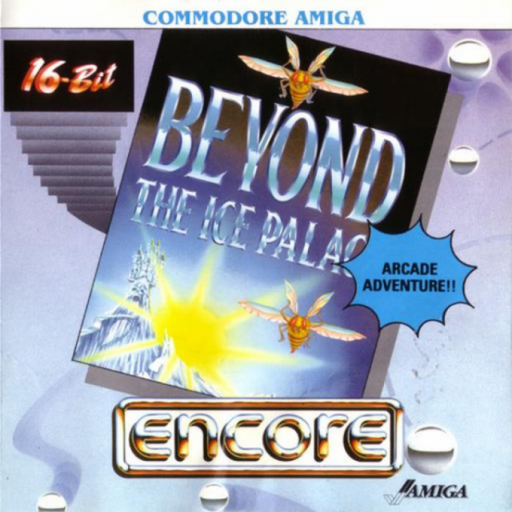 COMMODORE AMIGA
16-Bit
BEYOND
THE ICE PALAC
ARCADE
ADVENTURE!!
encore
AMIGA